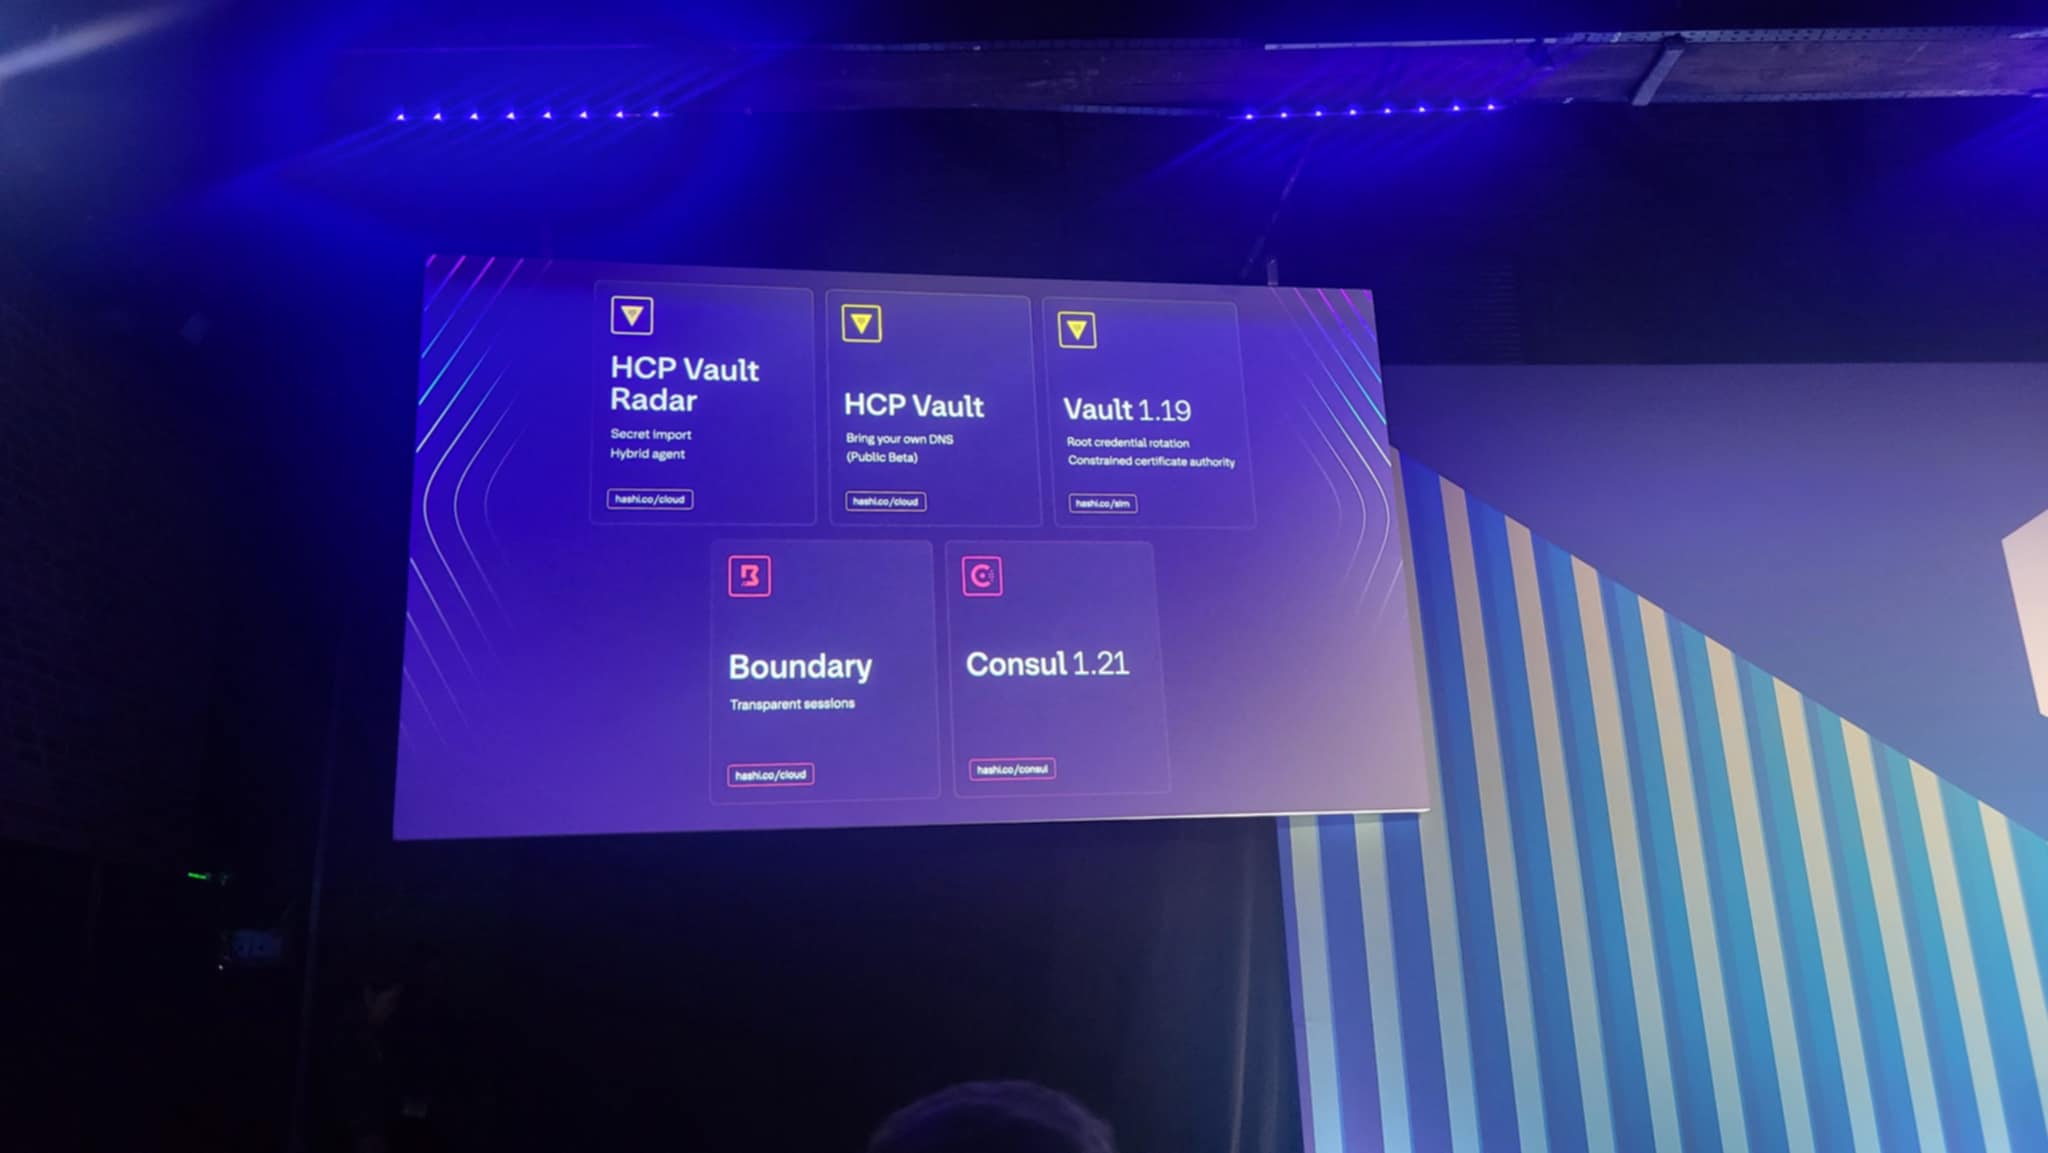 HCP Vault
Radar
Secret import
Hybrid agent
hashi.co/cloud
HCP Vault
Bring your own DNS
(Public Beta)
hashi.co/cloud
Vault 1.19
Root credential rotation
Constrained certificate authority
hashi.co/slm
Boundary
Transparent sessions
hashi.co/cloud
Consul 1.21
hashi.co/consul